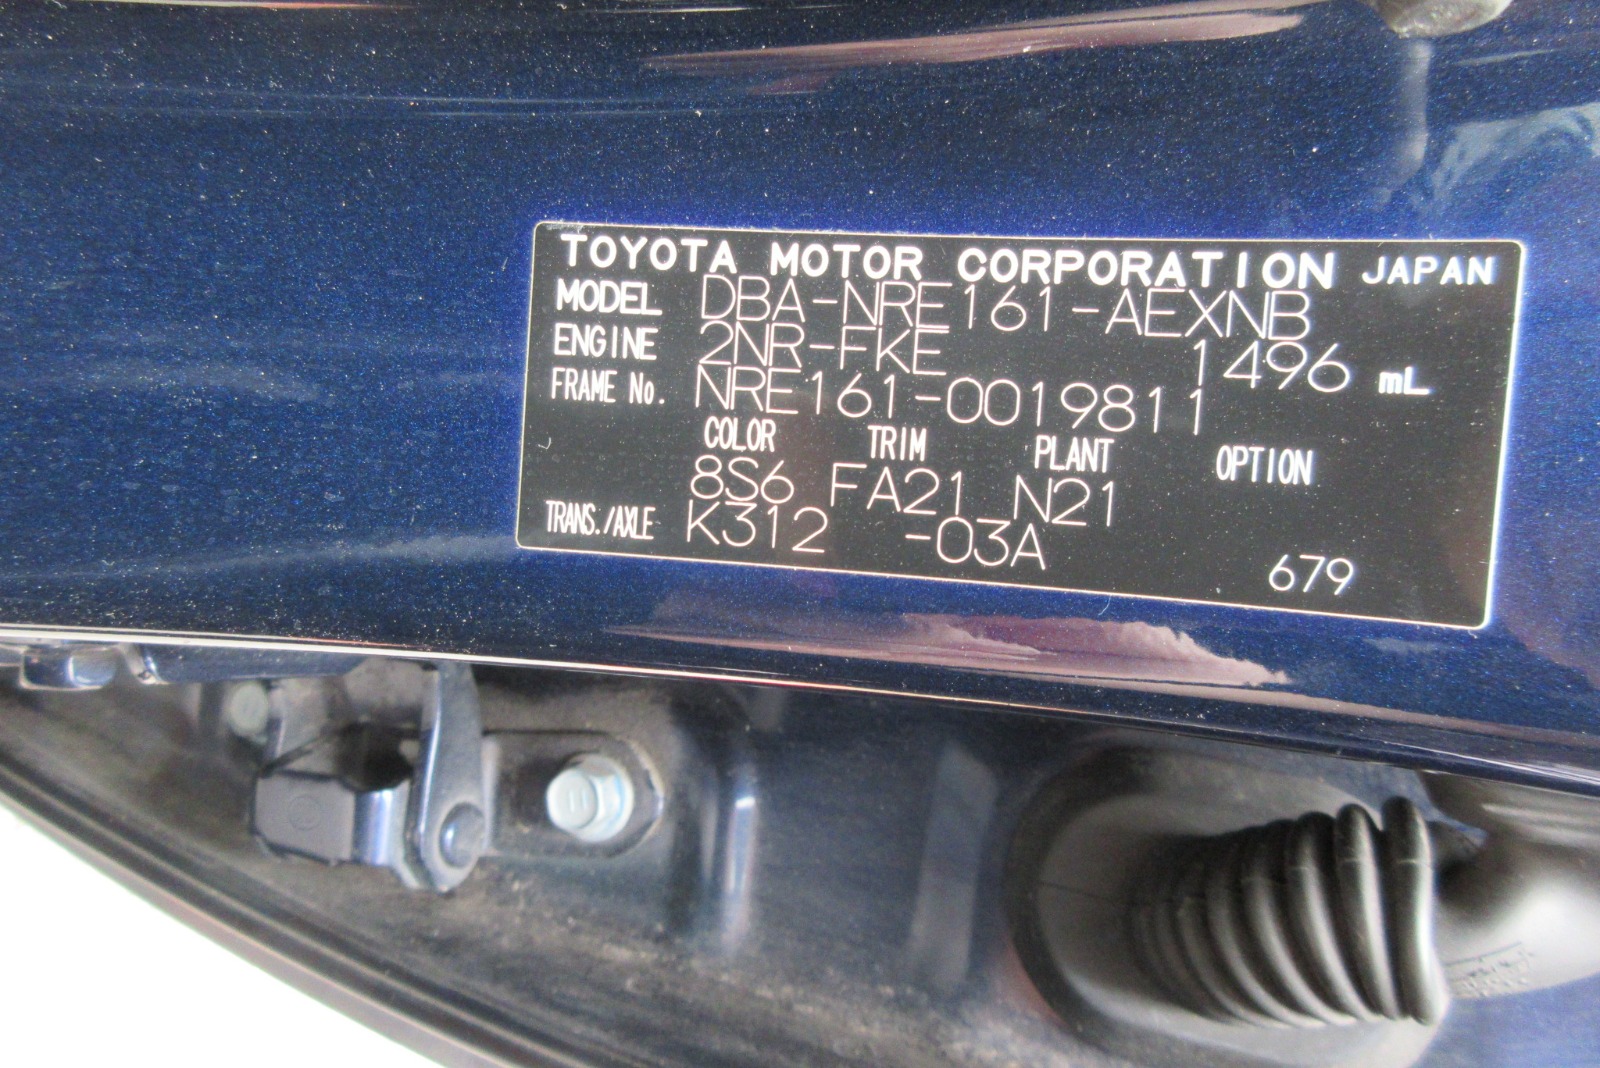 TOYOTA MOTOR CORPORATION JAPAN
MODEL DBA-NRE161-AEXNB
ENGINE 2NR-FKE 1496 mL
FRAME No. NRE161-0019811
COLOR TRIM PLANT OPTION
8S6 FA21 N21
TRANS./AXLE K312 -03A
679